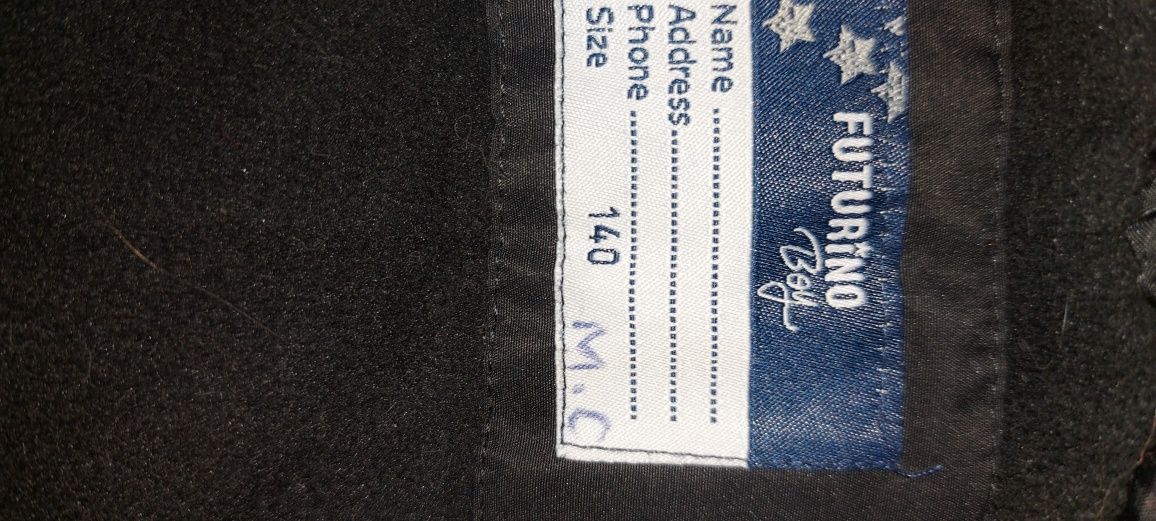 FUTURINO
Boy
Name ........................................
Address......................................
Phone ........................................
Size 140 M.C